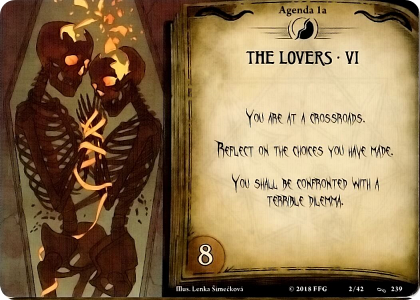 Agenda 1a
THE LOVERS · VI
YOU ARE AT A CROSSROADS.
REFLECT ON THE CHOICES YOU HAVE MADE.
YOU SHALL BE CONFRONTED WITH A
TERRIBLE DILEMMA.
8
Illus. Lenka Šimečková
© 2018 FFG
2/42
239